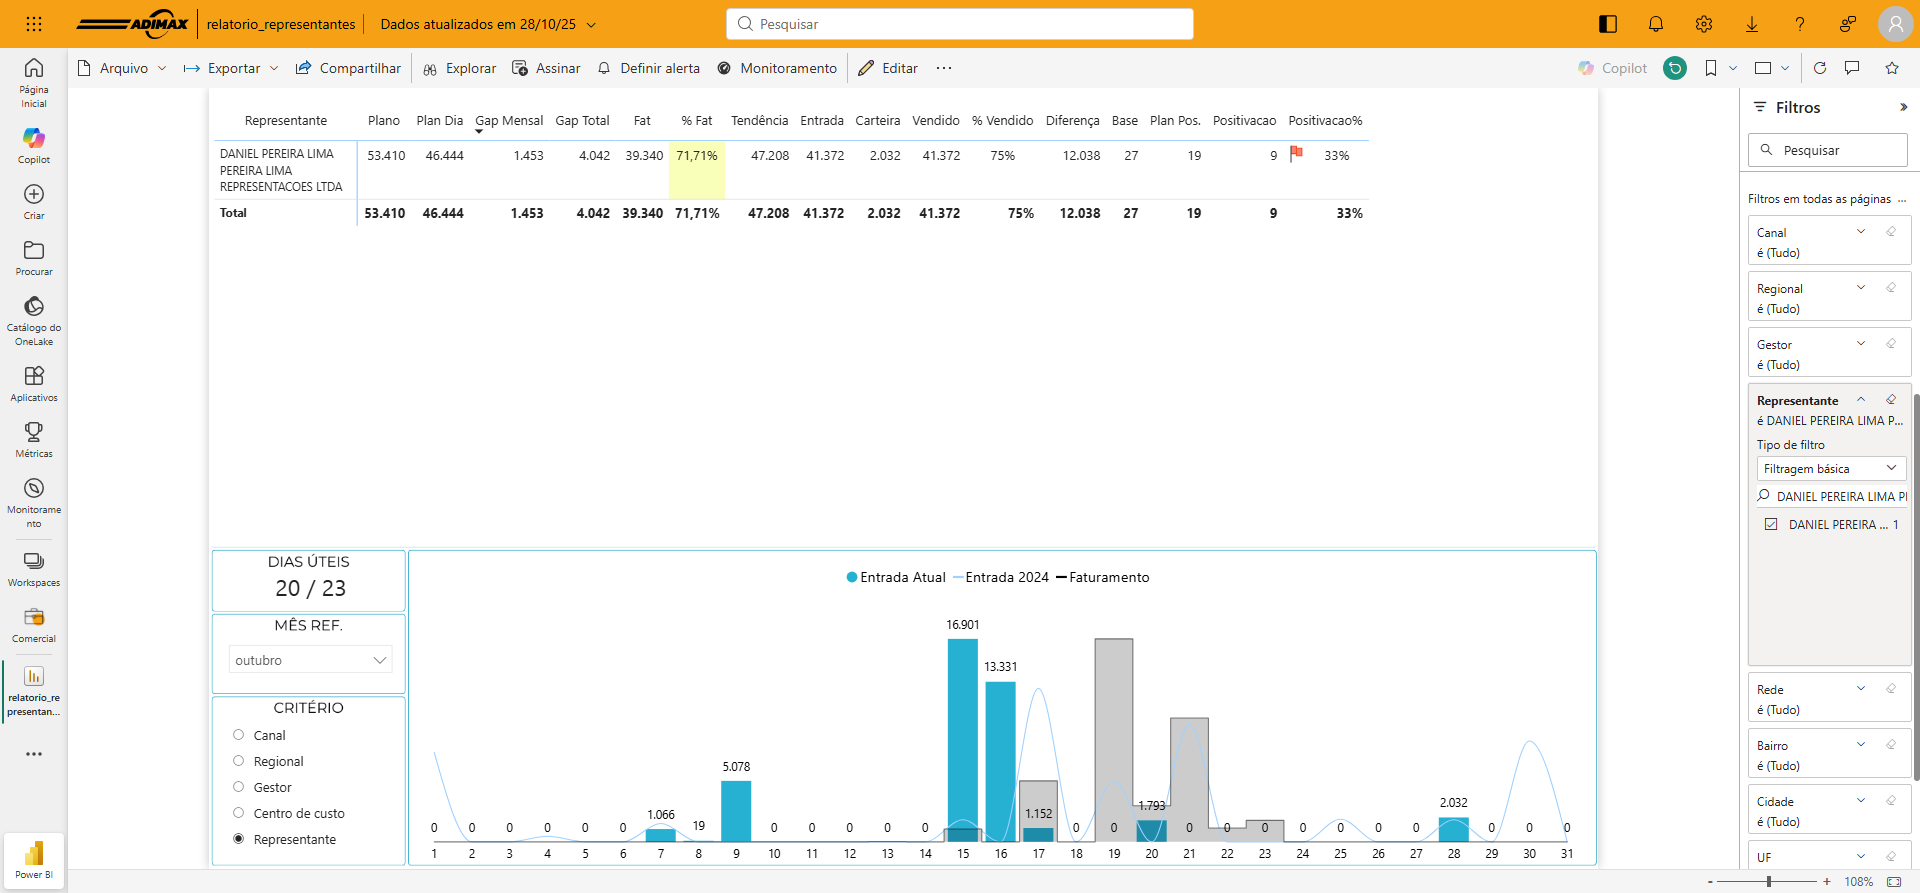 ADIMAX
relatorio_representantes
Dados atualizados em 28/10/25
Pesquisar
Arquivo
Exportar
Compartilhar
Explorar
Assinar
Definir alerta
Monitoramento
Editar
Copilot
Página
Inicial
Copilot
Criar
Procurar
Catálogo do
OneLake
Aplicativos
Métricas
Monitorame
nto
Workspaces
Comercial
relatorio_re
presentan...
Power BI
Representante Plano Plan Dia Gap Mensal Gap Total Fat % Fat Tendência Entrada Carteira Vendido % Vendido Diferença Base Plan Pos. Positivacao Positivacao%
DANIEL PEREIRA LIMA
PEREIRA LIMA
REPRESENTACOES LTDA
53.410 46.444 1.453 4.042 39.340 71,71% 47.208 41.372 2.032 41.372 75% 12.038 27 19 9 33%
Total 53.410 46.444 1.453 4.042 39.340 71,71% 47.208 41.372 2.032 41.372 75% 12.038 27 19 9 33%
DIAS ÚTEIS
20 / 23
MÊS REF.
outubro
CRITÉRIO
Canal
Regional
Gestor
Centro de custo
Representante
Entrada Atual Entrada 2024 Faturamento
16.901
13.331
5.078
2.032
1.793
1.066
1.152
19
0 0 0 0 0 0 0 0 0 0 0 0 0 0 0 0 0 0 0 0 0 0 0
1 2 3 4 5 6 7 8 9 10 11 12 13 14 15 16 17 18 19 20 21 22 23 24 25 26 27 28 29 30 31
Filtros
Pesquisar
Filtros em todas as páginas ...
Canal
é (Tudo)
Regional
é (Tudo)
Gestor
é (Tudo)
Representante
é DANIEL PEREIRA LIMA P...
Tipo de filtro
Filtragem básica
DANIEL PEREIRA LIMA PI
DANIEL PEREIRA ... 1
Rede
é (Tudo)
Bairro
é (Tudo)
Cidade
é (Tudo)
UF
- + 108%